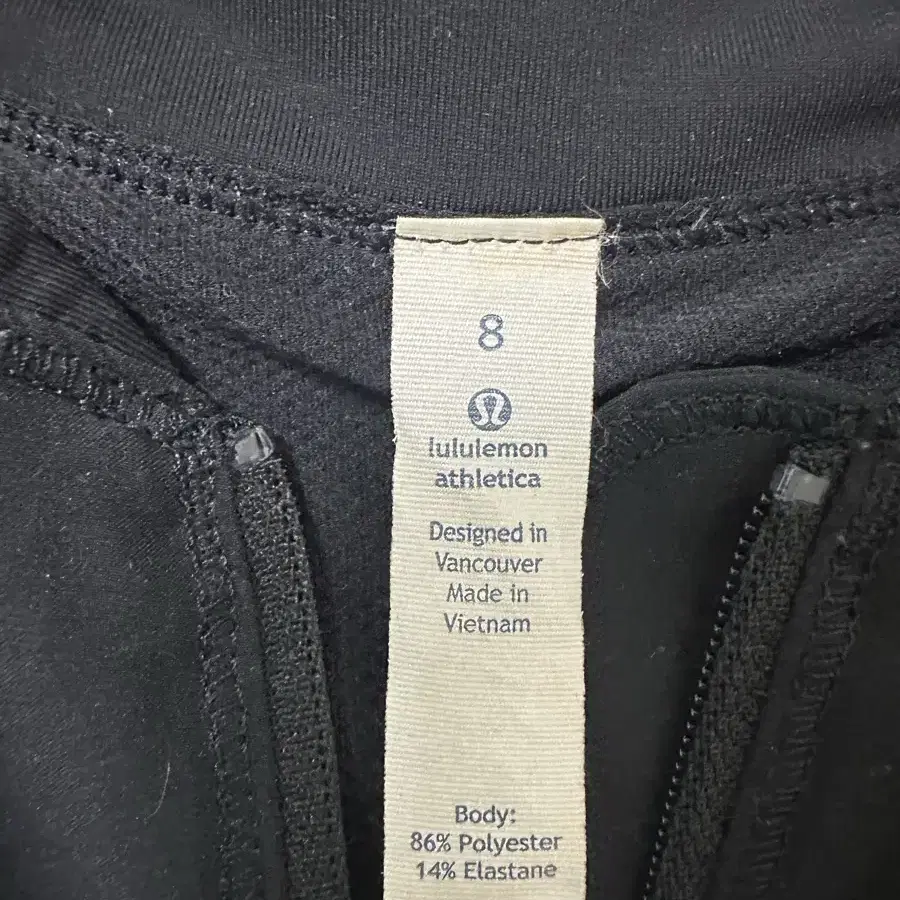 8
lululemon
athletica
Designed in
Vancouver
Made in
Vietnam
Body:
86% Polyester
14% Elastane